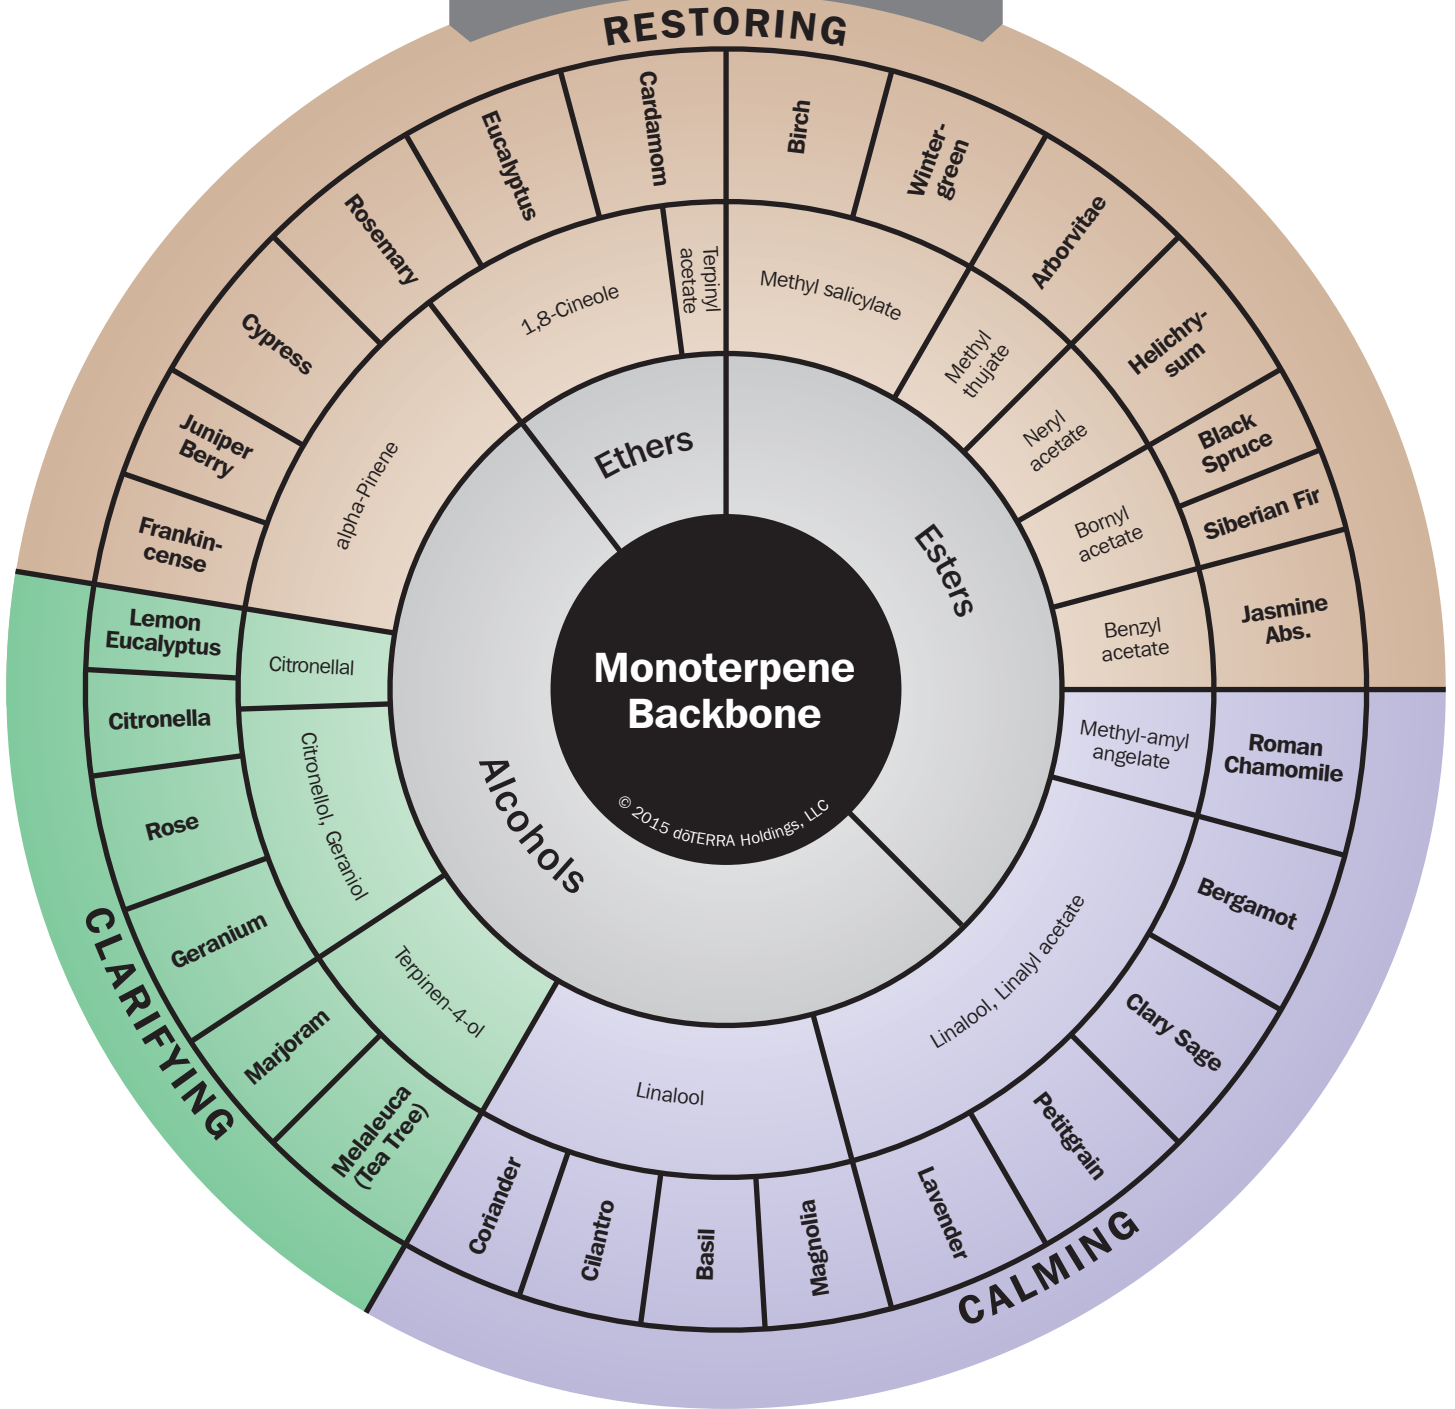 RESTORING
Cardamom
Birch
Winter-
green
Arborvitae
Helichry-
sum
Black
Spruce
Siberian Fir
Jasmine
Abs.
Roman
Chamomile
Bergamot
Clary Sage
Petitgrain
Lavender
Magnolia
Basil
Cilantro
Coriander
Melaleuca
(Tea Tree)
Marjoram
Geranium
Rose
Citronella
Lemon
Eucalyptus
Frankin-
cense
Juniper
Berry
Cypress
Rosemary
Eucalyptus
Terpinyl
acetate
Methyl salicylate
Methyl
thujate
Neryl
acetate
Bornyl
acetate
Benzyl
acetate
Methyl-amyl
angelate
Linalool, Linalyl acetate
Linalool
Terpinen-4-ol
Citronellol, Geraniol
Citronellal
alpha-Pinene
1,8-Cineole
Ethers
Esters
Alcohols
Monoterpene
Backbone
© 2015 dōTERRA Holdings, LLC
CLARIFYING
CALMING